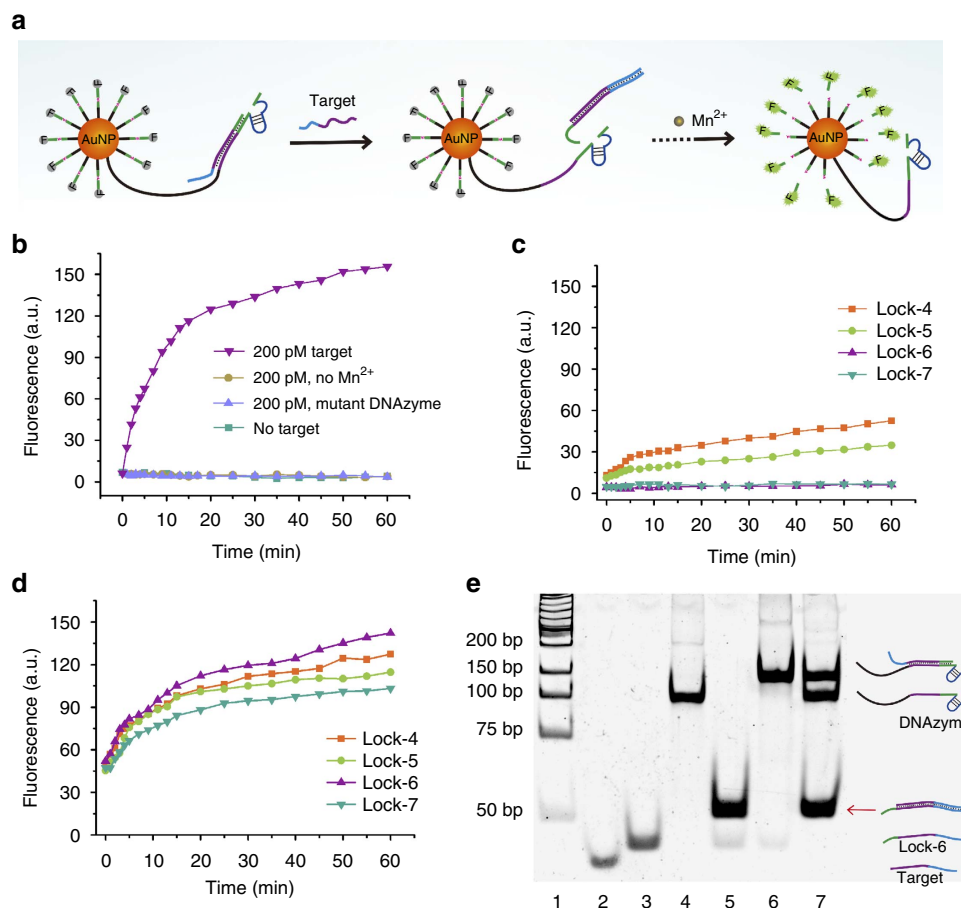 a
F F F F F F F F F F F F
AuNP
Target
F F F F F F F F F F F F
AuNP
Mn2+
F F F F F F F F F F F F
AuNP
b
Fluorescence (a.u.)
150
120
90
60
30
0
200 pM target
200 pM, no Mn2+
200 pM, mutant DNAzyme
No target
0 10 20 30 40 50 60
Time (min)
c
Fluorescence (a.u.)
150
120
90
60
30
0
Lock-4
Lock-5
Lock-6
Lock-7
0 10 20 30 40 50 60
Time (min)
d
Fluorescence (a.u.)
150
120
90
60
30
0
Lock-4
Lock-5
Lock-6
Lock-7
0 10 20 30 40 50 60
Time (min)
e
200 bp
150 bp
100 bp
75 bp
50 bp
DNAzym
Lock-6
Target
1 2 3 4 5 6 7